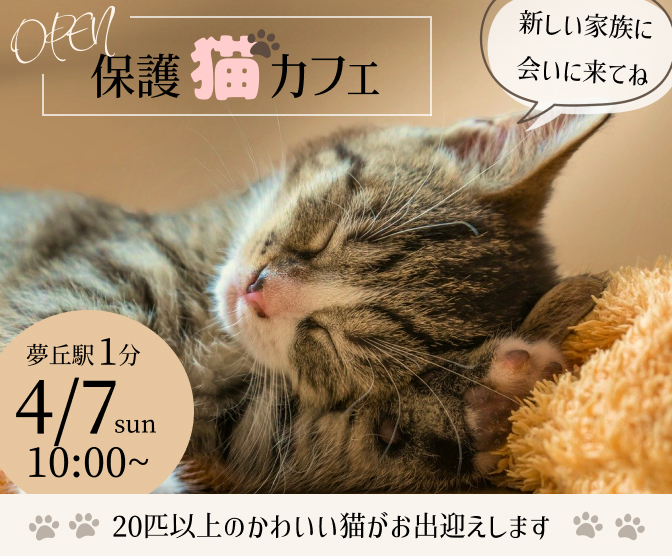 OPEN
保護猫カフェ
新しい家族に
会いに来てね
夢丘駅1分
4/7sun
10:00~
20匹以上のかわいい猫がお出迎えします